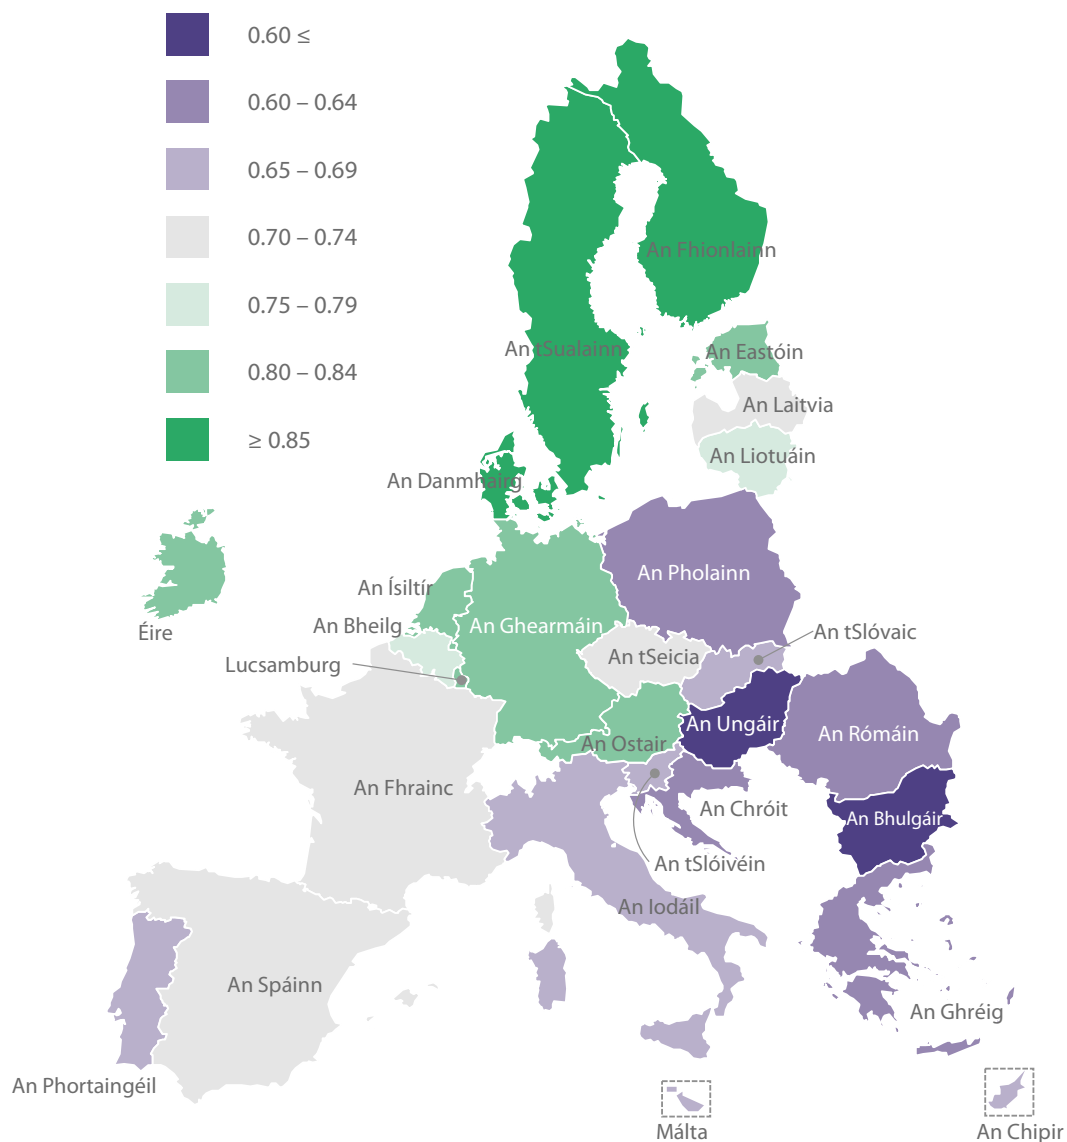 0.60 ≤
0.60 – 0.64
0.65 – 0.69
0.70 – 0.74
0.75 – 0.79
0.80 – 0.84
≥ 0.85
An Fhionlainn
An tSualainn
An Eastóin
An Laitvia
An Liotuáin
An Danmhairg
An Pholainn
An Ísiltír
An Bheilg
An Ghearmáin
Éire
An tSlóvaic
An tSeicia
Lucsamburg
An Ungáir
An Rómáin
An Ostair
An Fhrainc
An Chróit
An Bhulgáir
An tSlóivéin
An Iodáil
An Spáinn
An Ghréig
An Phortaingéil
Málta
An Chipir